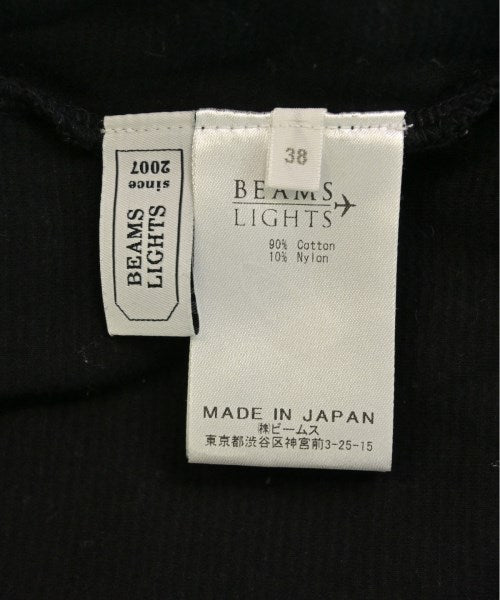 BEAMS
LIGHTS
since
2007
38
BEAMS
LIGHTS
90% Cotton
10% Nylon
MADE IN JAPAN
㈱ビームス
東京都渋谷区神宮前3-25-15